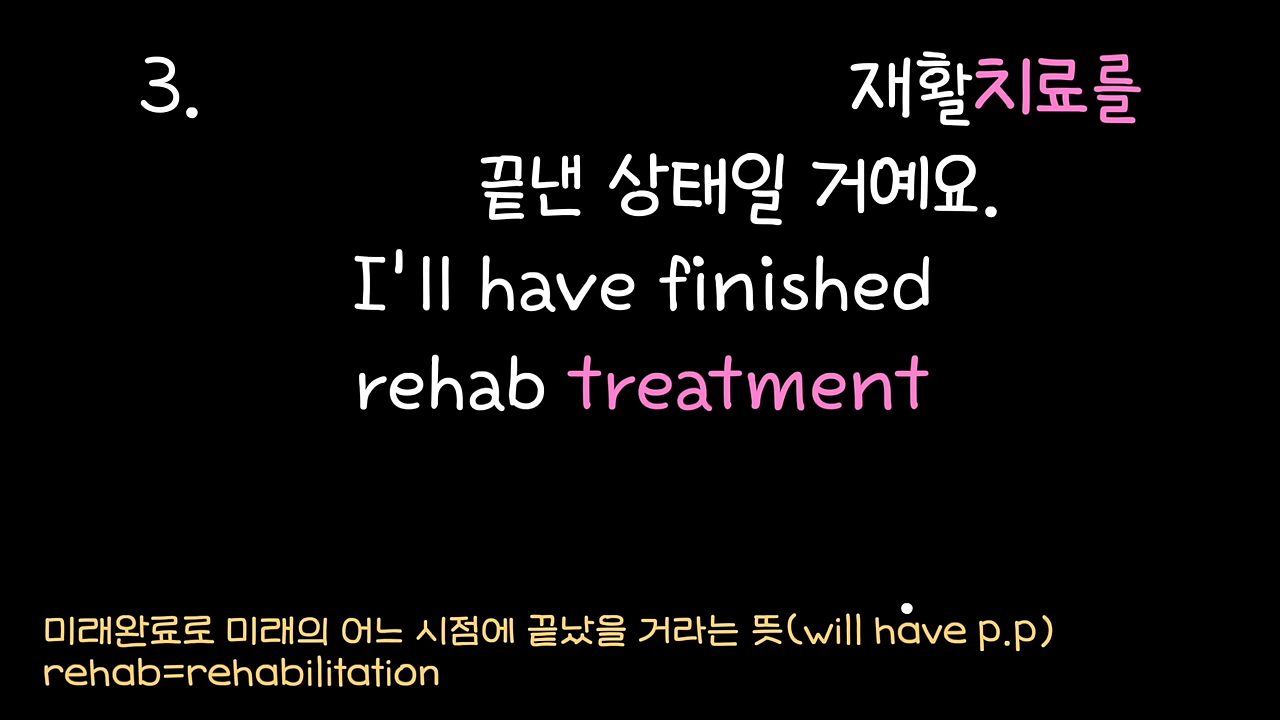 3. 재활치료를
끝낸 상태일 거예요.
I'll have finished
rehab treatment
미래완료로 미래의 어느 시점에 끝났을 거라는 뜻(will have p.p)
rehab=rehabilitation